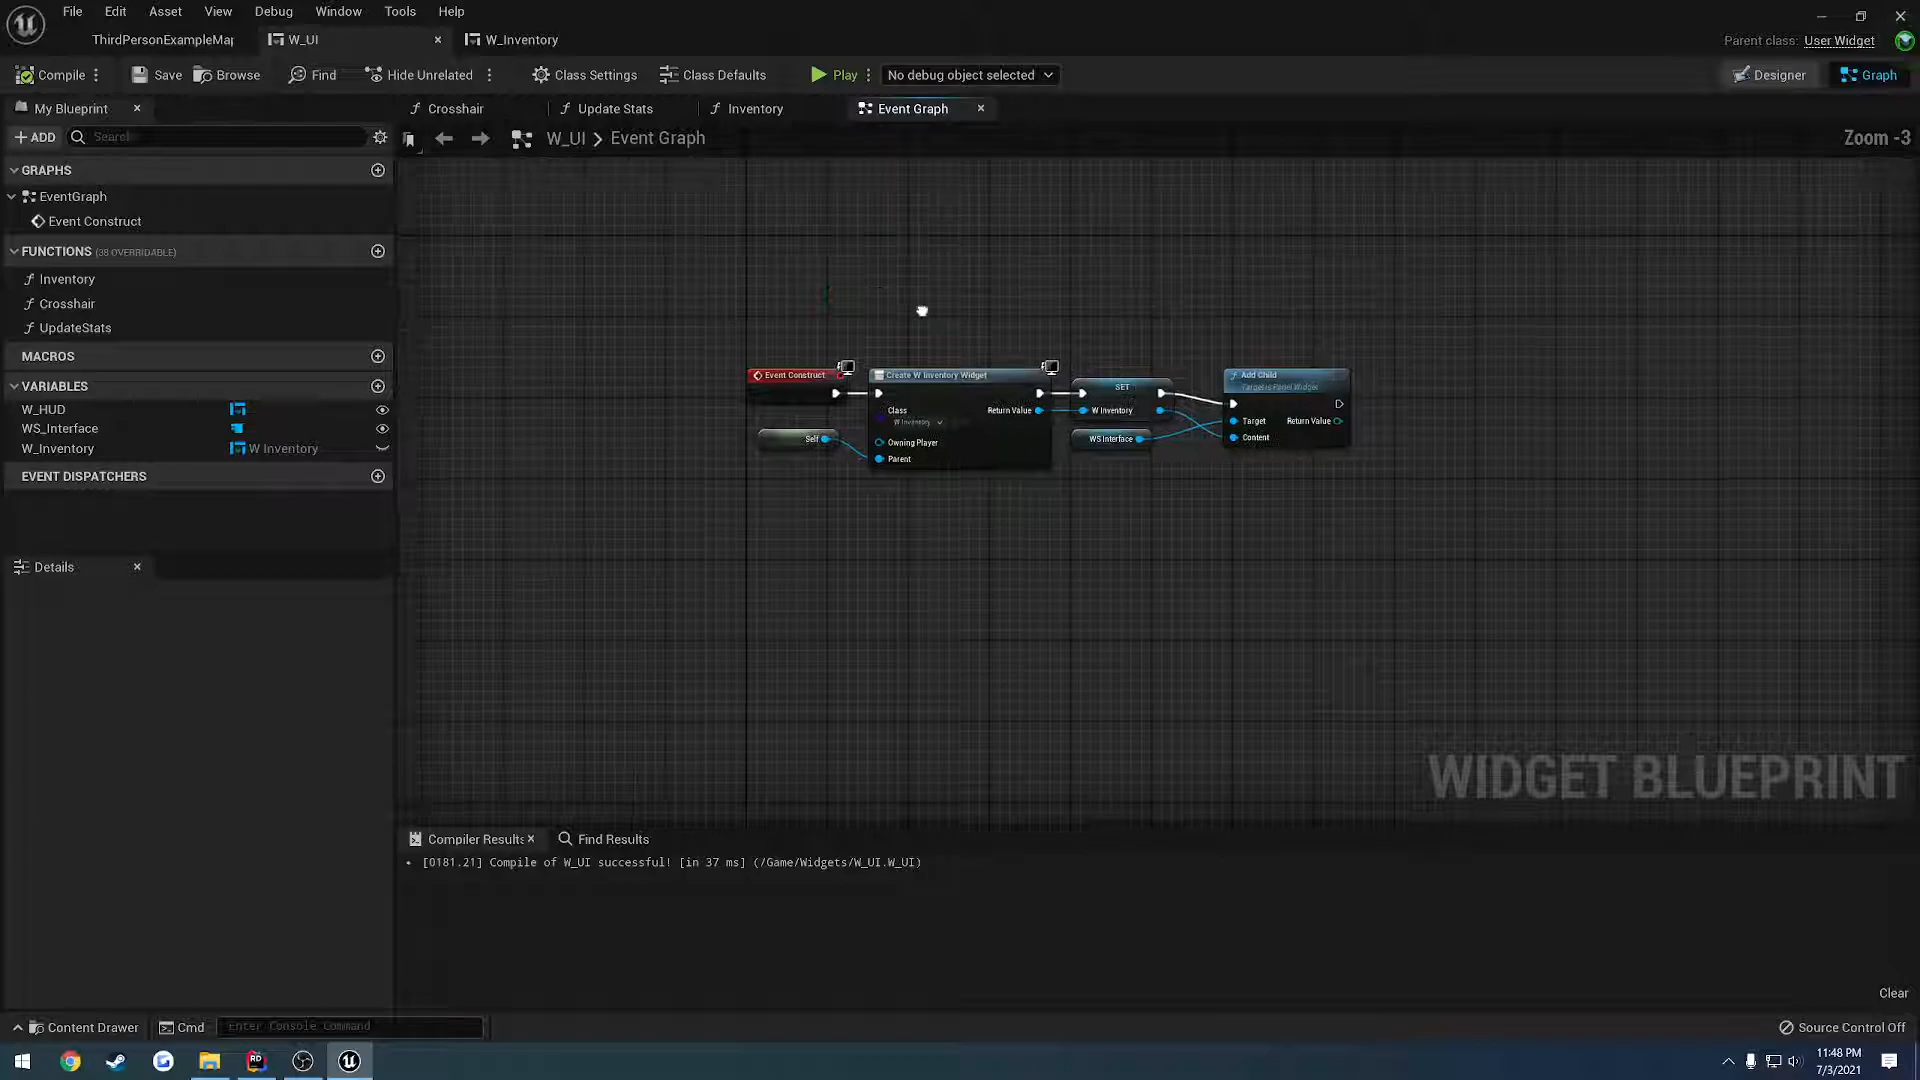 File Edit Asset View Debug Window Tools Help
ThirdPersonExampleMap W_UI W_Inventory
Parent class: User Widget
Compile Save Browse Find Hide Unrelated Class Settings Class Defaults Play No debug object selected Designer Graph
My Blueprint Crosshair Update Stats Inventory Event Graph
ADD Search W_UI Event Graph Zoom -3
GRAPHS
EventGraph
Event Construct
FUNCTIONS (38 OVERRIDABLE)
Inventory
Crosshair
UpdateStats
MACROS
VARIABLES
W_HUD
WS_Interface
W_Inventory W Inventory
EVENT DISPATCHERS
Details
Event Construct
Self
Create W Inventory Widget
Class
W Inventory
Return Value
Owning Player
Parent
SET
W Inventory
WS Interface
Add Child
Target is Panel Widget
Target Return Value
Content
WIDGET BLUEPRINT
Compiler Results Find Results
[0181.21] Compile of W_UI successful! [in 37 ms] (/Game/Widgets/W_UI.W_UI)
Clear
Content Drawer Cmd Enter Console Command Source Control Off
RD
11:48 PM
7/3/2021